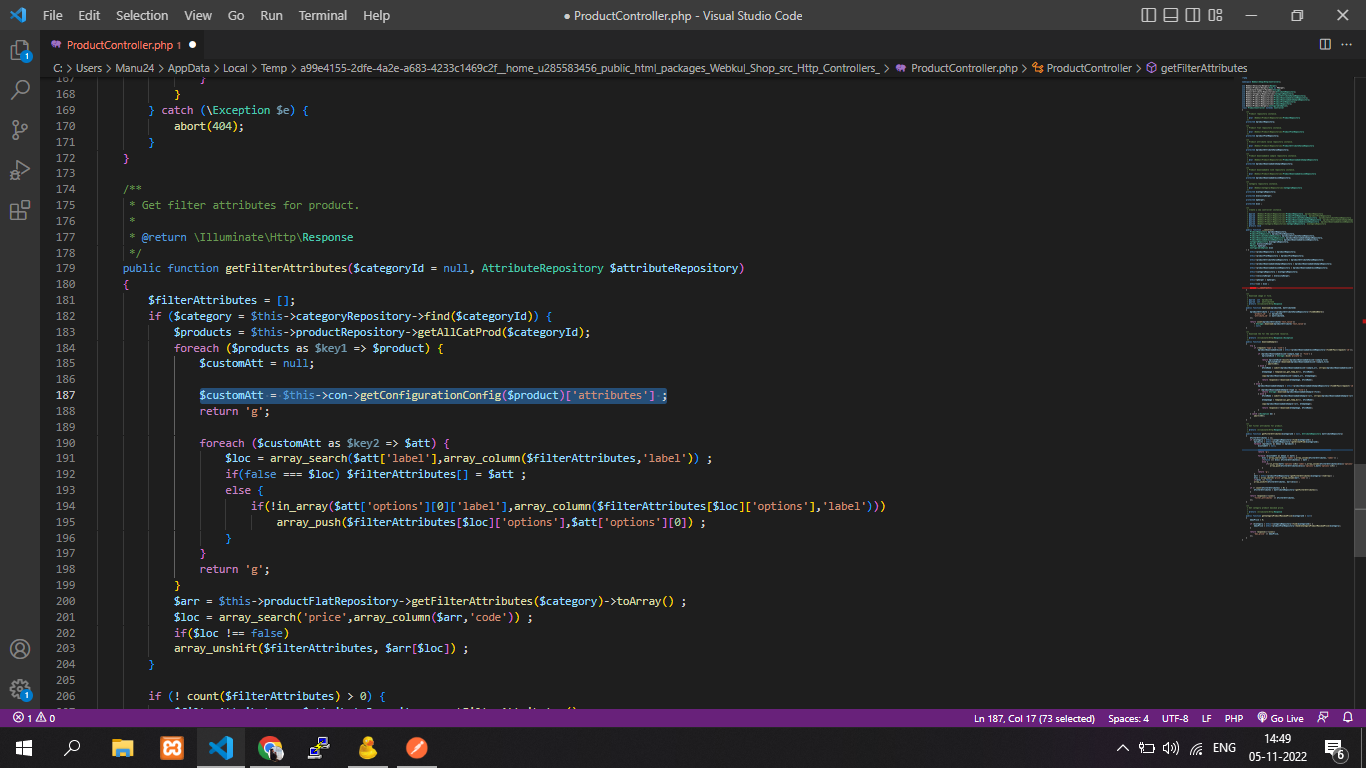 File Edit Selection View Go Run Terminal Help
● ProductController.php - Visual Studio Code
ProductController.php 1 ●
C: > Users > Manu24 > AppData > Local > Temp > a99e4155-2dfe-4a2e-a683-4233c1469c2f__home_u285583456_public_html_packages_Webkul_Shop_src_Http_Controllers_ > ProductController.php > ProductController > getFilterAttributes
167 }
168 }
169 } catch (\Exception $e) {
170 abort(404);
171 }
172 }
173
174 /**
175 * Get filter attributes for product.
176 *
177 * @return \Illuminate\Http\Response
178 */
179 public function getFilterAttributes($categoryId = null, AttributeRepository $attributeRepository)
180 {
181 $filterAttributes = [];
182 if ($category = $this->categoryRepository->find($categoryId)) {
183 $products = $this->productRepository->getAllCatProd($categoryId);
184 foreach ($products as $key1 => $product) {
185 $customAtt = null;
186
187 $customAtt = $this->con->getConfigurationConfig($product)['attributes'] ;
188 return 'g';
189
190 foreach ($customAtt as $key2 => $att) {
191 $loc = array_search($att['label'],array_column($filterAttributes,'label')) ;
192 if(false === $loc) $filterAttributes[] = $att ;
193 else {
194 if(!in_array($att['options'][0]['label'],array_column($filterAttributes[$loc]['options'],'label')))
195 array_push($filterAttributes[$loc]['options'],$att['options'][0]) ;
196 }
197 }
198 return 'g';
199 }
200 $arr = $this->productFlatRepository->getFilterAttributes($category)->toArray() ;
201 $loc = array_search('price',array_column($arr,'code')) ;
202 if($loc !== false)
203 array_unshift($filterAttributes, $arr[$loc]) ;
204 }
205
206 if (! count($filterAttributes) > 0) {
1
1
1 0
Ln 187, Col 17 (73 selected) Spaces: 4 UTF-8 LF PHP Go Live
ENG
14:49
05-11-2022
6